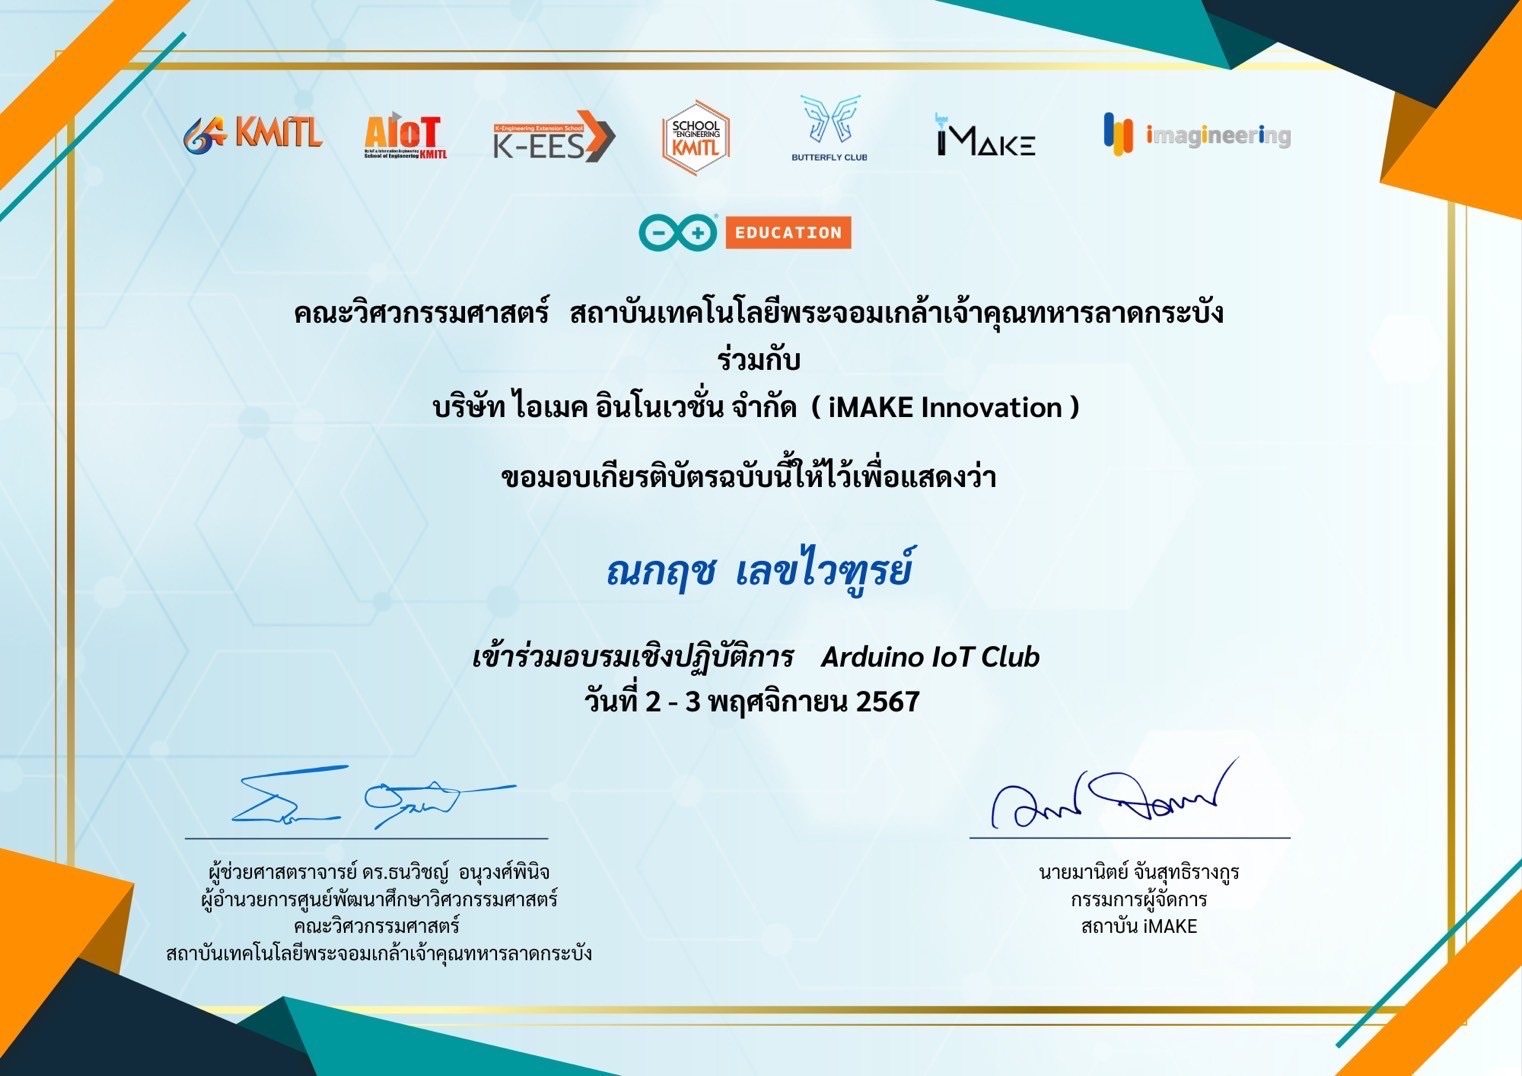 KMITL
AIoT
School of Engineering KMITL
K-Engineering Extension School
K-EES
SCHOOL
OF ENGINEERING
KMITL
BUTTERFLY CLUB
iMAKE
imagineering
EDUCATION
คณะวิศวกรรมศาสตร์ สถาบันเทคโนโลยีพระจอมเกล้าเจ้าคุณทหารลาดกระบัง
ร่วมกับ
บริษัท ไอเมค อินโนเวชั่น จำกัด ( iMAKE Innovation )
ขอมอบเกียรติบัตรฉบับนี้ให้ไว้เพื่อแสดงว่า
ณกฤช เลขไวฑูรย์
เข้าร่วมอบรมเชิงปฏิบัติการ Arduino IoT Club
วันที่ 2 - 3 พฤศจิกายน 2567
ผู้ช่วยศาสตราจารย์ ดร.ธนวิชญ์ อนุวงศ์พินิจ
ผู้อำนวยการศูนย์พัฒนาศึกษาวิศวกรรมศาสตร์
คณะวิศวกรรมศาสตร์
สถาบันเทคโนโลยีพระจอมเกล้าเจ้าคุณทหารลาดกระบัง
นายมานิตย์ จันสุทธิรางกูร
กรรมการผู้จัดการ
สถาบัน iMAKE